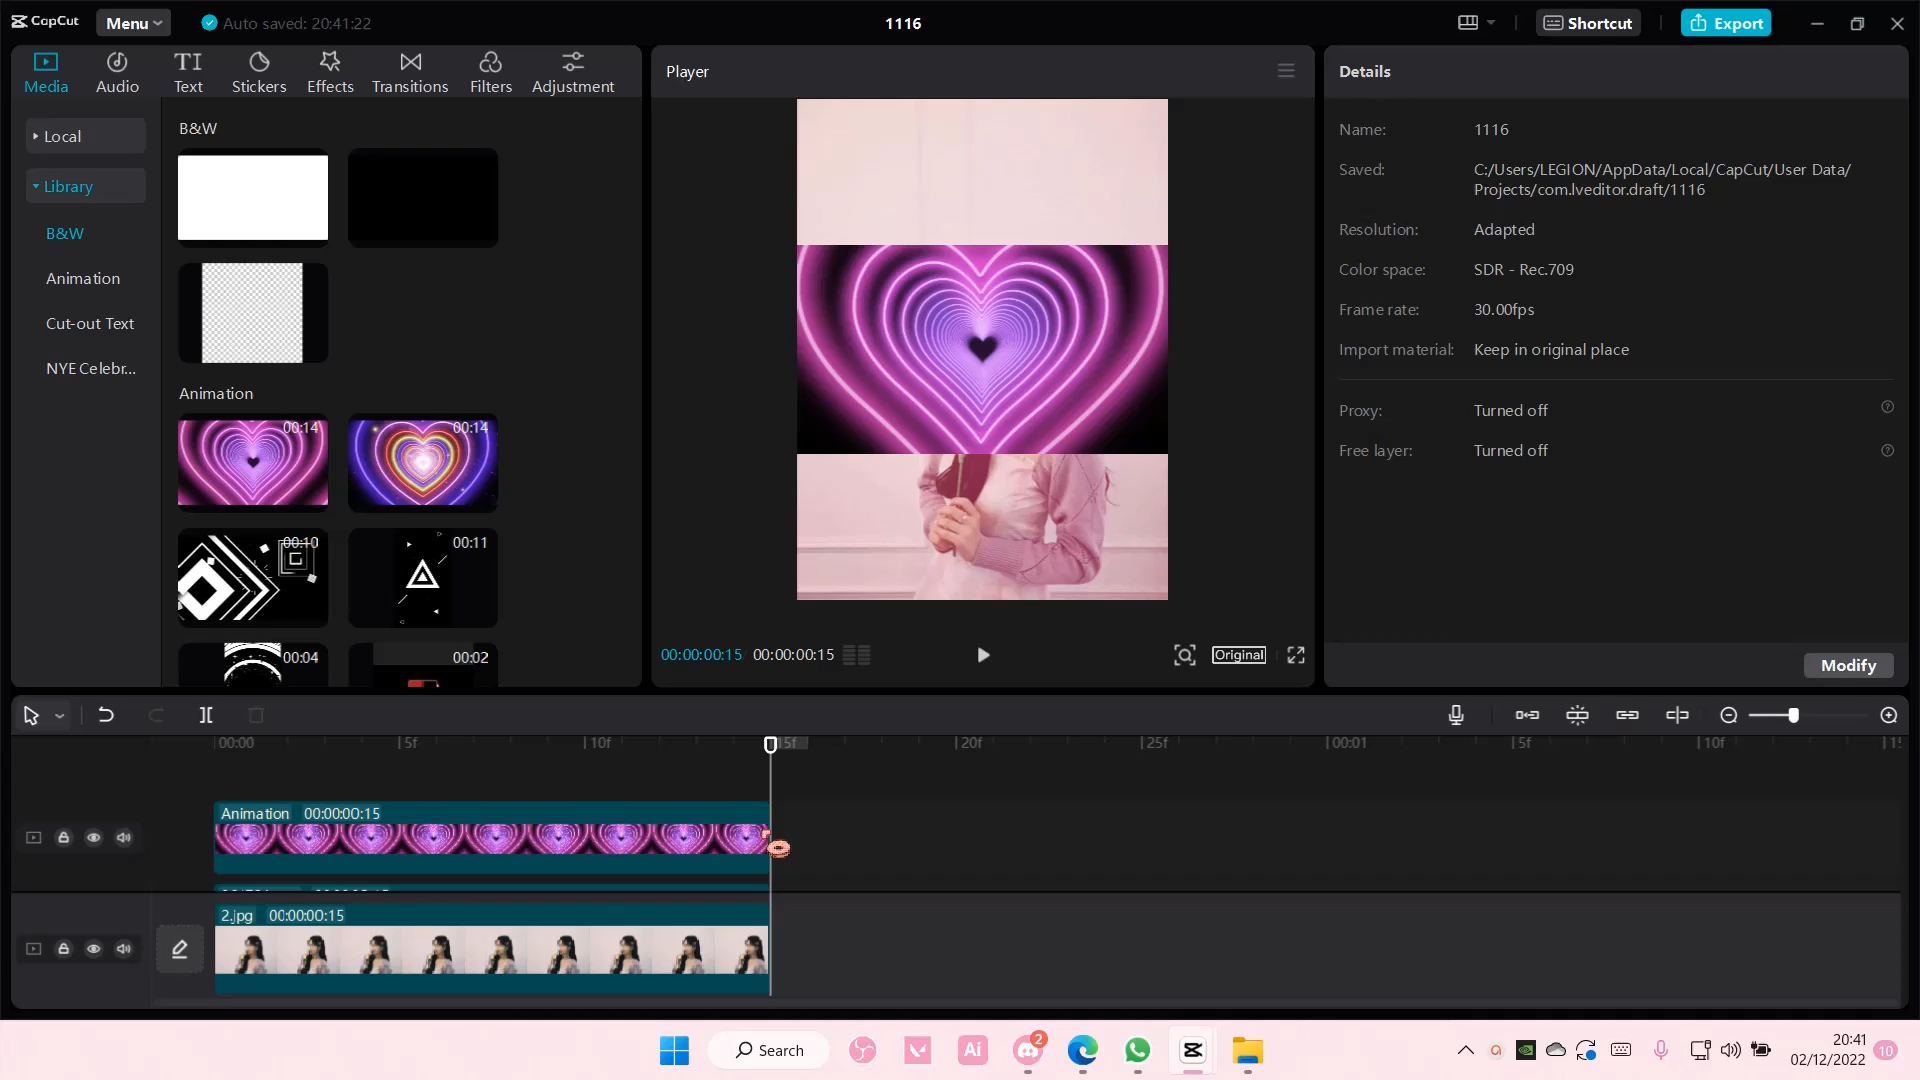 CapCut
Menu
Auto saved: 20:41:22
1116
Shortcut
Export
Media
Audio
Text
Stickers
Effects
Transitions
Filters
Adjustment
Local
Library
B&W
Animation
Cut-out Text
NYE Celebr...
B&W
Animation
00:14
00:14
00:10
00:11
00:04
00:02
Player
00:00:00:15
00:00:00:15
Original
Details
Name: 1116
Saved: C:/Users/LEGION/AppData/Local/CapCut/User Data/
Projects/com.lveditor.draft/1116
Resolution: Adapted
Color space: SDR - Rec.709
Frame rate: 30.00fps
Import material: Keep in original place
Proxy: Turned off
Free layer: Turned off
Modify
00:00
5f
10f
15f
20f
25f
00:01
5f
10f
Animation 00:00:00:15
2.jpg 00:00:00:15
Search
Ai
2
20:41
02/12/2022
10